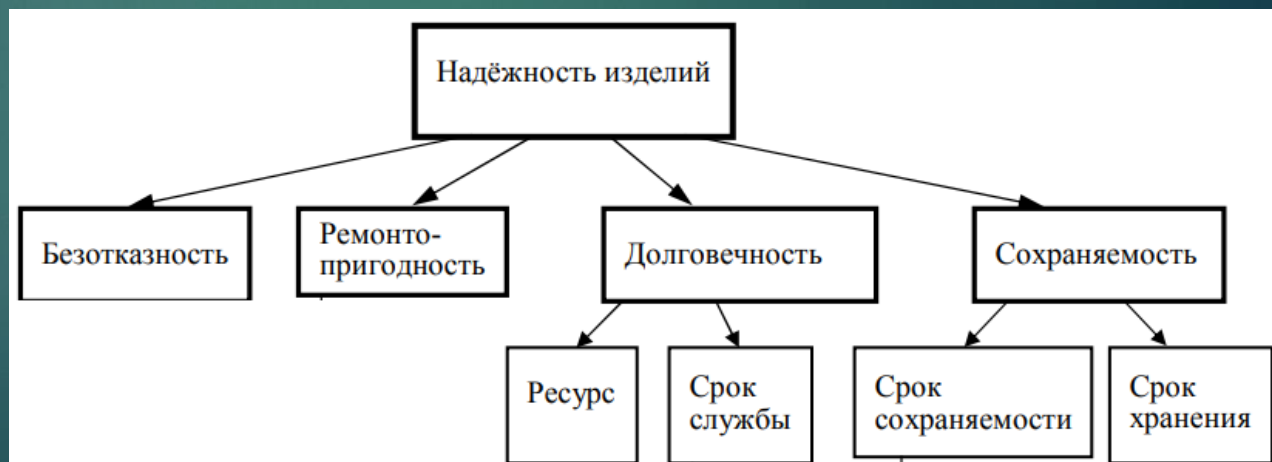 Надёжность изделий
Безотказность
Ремонто-
пригодность
Долговечность
Сохраняемость
Ресурс
Срок
службы
Срок
сохраняемости
Срок
хранения